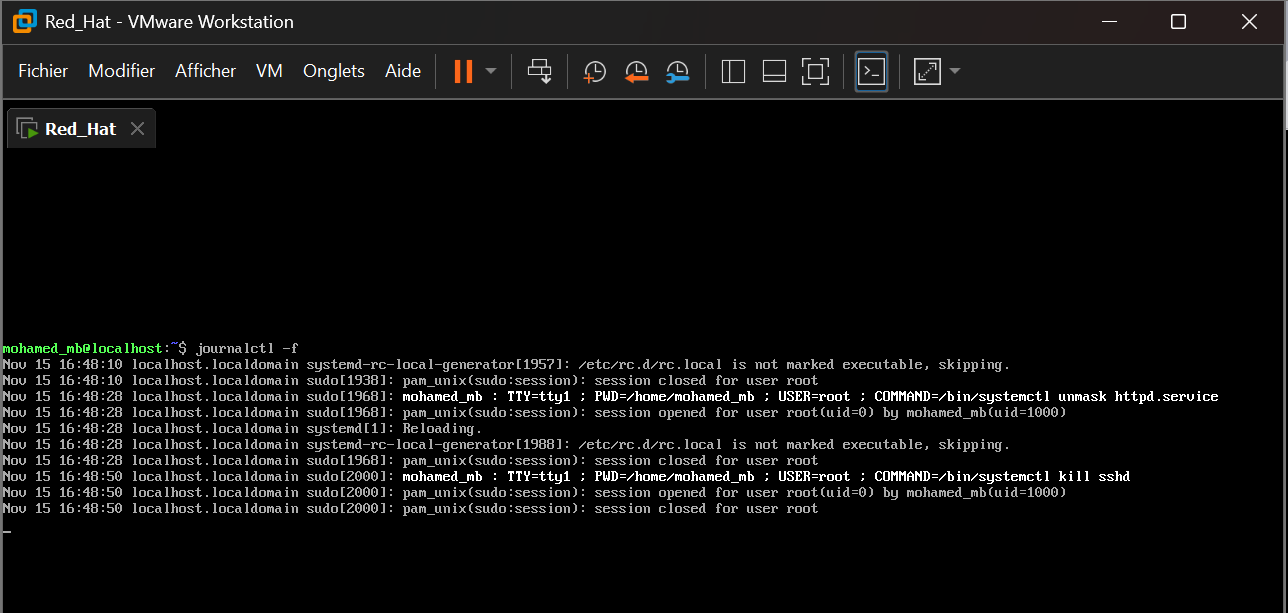 Red_Hat - VMware Workstation
Fichier Modifier Afficher VM Onglets Aide
Red_Hat
mohamed_mb@localhost:~$ journalctl -f
Nov 15 16:48:10 localhost.localdomain systemd-rc-local-generator[1957]: /etc/rc.d/rc.local is not marked executable, skipping.
Nov 15 16:48:10 localhost.localdomain sudo[1938]: pam_unix(sudo:session): session closed for user root
Nov 15 16:48:28 localhost.localdomain sudo[1968]: mohamed_mb : TTY=tty1 ; PWD=/home/mohamed_mb ; USER=root ; COMMAND=/bin/systemctl unmask httpd.service
Nov 15 16:48:28 localhost.localdomain sudo[1968]: pam_unix(sudo:session): session opened for user root(uid=0) by mohamed_mb(uid=1000)
Nov 15 16:48:28 localhost.localdomain systemd[1]: Reloading.
Nov 15 16:48:28 localhost.localdomain systemd-rc-local-generator[1988]: /etc/rc.d/rc.local is not marked executable, skipping.
Nov 15 16:48:28 localhost.localdomain sudo[1968]: pam_unix(sudo:session): session closed for user root
Nov 15 16:48:50 localhost.localdomain sudo[2000]: mohamed_mb : TTY=tty1 ; PWD=/home/mohamed_mb ; USER=root ; COMMAND=/bin/systemctl kill sshd
Nov 15 16:48:50 localhost.localdomain sudo[2000]: pam_unix(sudo:session): session opened for user root(uid=0) by mohamed_mb(uid=1000)
Nov 15 16:48:50 localhost.localdomain sudo[2000]: pam_unix(sudo:session): session closed for user root